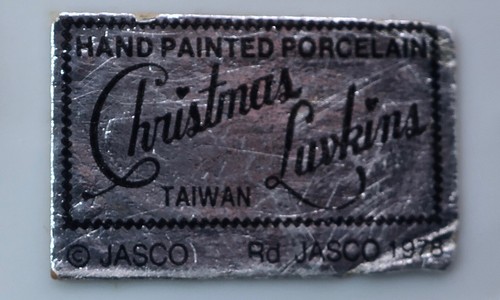 HAND PAINTED PORCELAIN
Christmas
Luvkins
TAIWAN
© JASCO Rd JASCO 1978